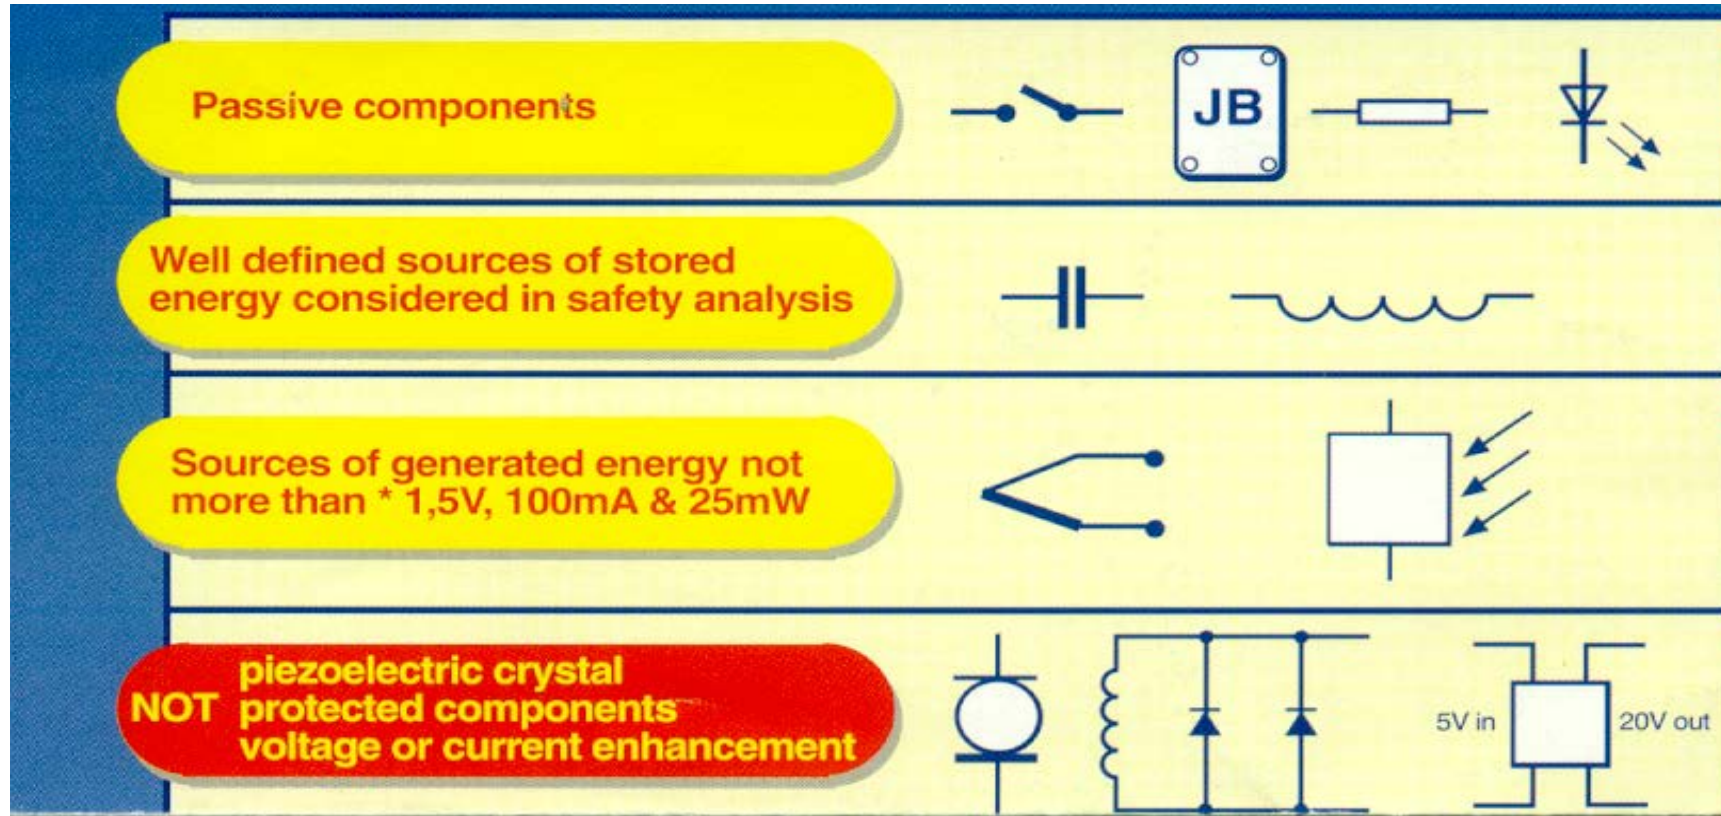 Passive components
JB
Well defined sources of stored
energy considered in safety analysis
Sources of generated energy not
more than * 1,5V, 100mA & 25mW
piezoelectric crystal
NOT protected components
voltage or current enhancement
5V in
20V out